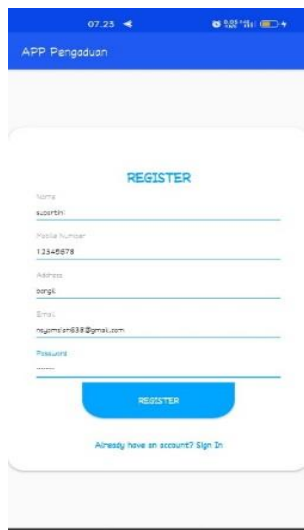 07.23
APP Pengaduan
REGISTER
Name
supartini
Mobile Number
12345678
Address
bangil
Email
Password
REGISTER
Already have an account? Sign In